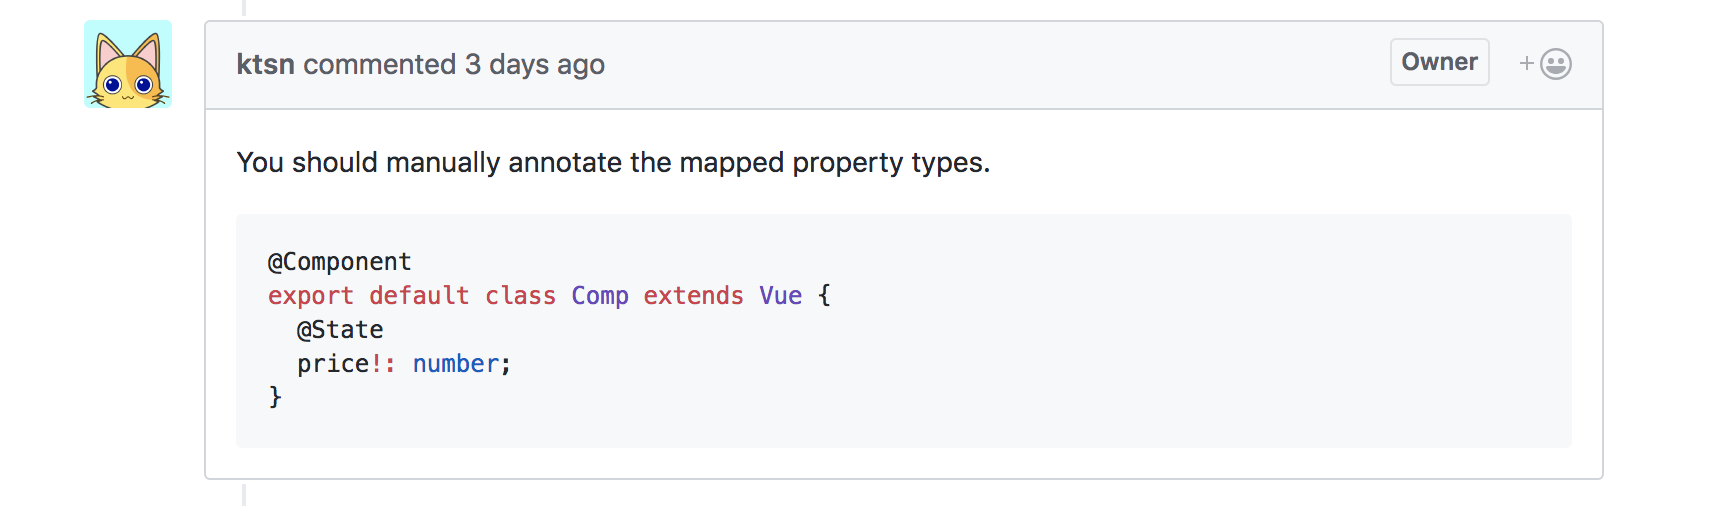 ktsn commented 3 days ago Owner
You should manually annotate the mapped property types.
@Component
export default class Comp extends Vue {
  @State
  price!: number;
}